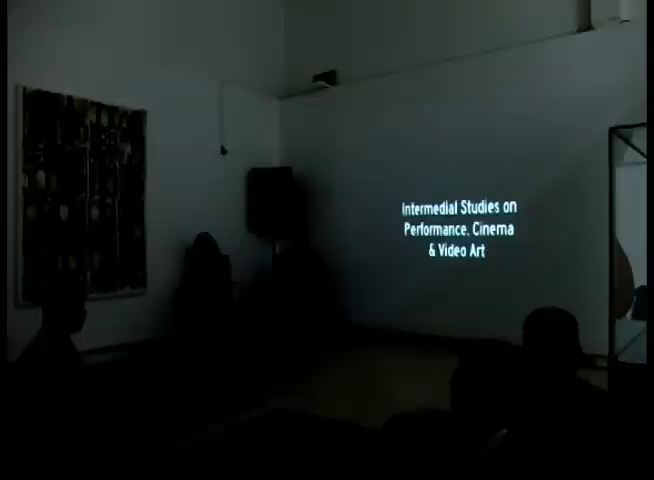 Intermedial Studies on
Performance, Cinema
& Video Art